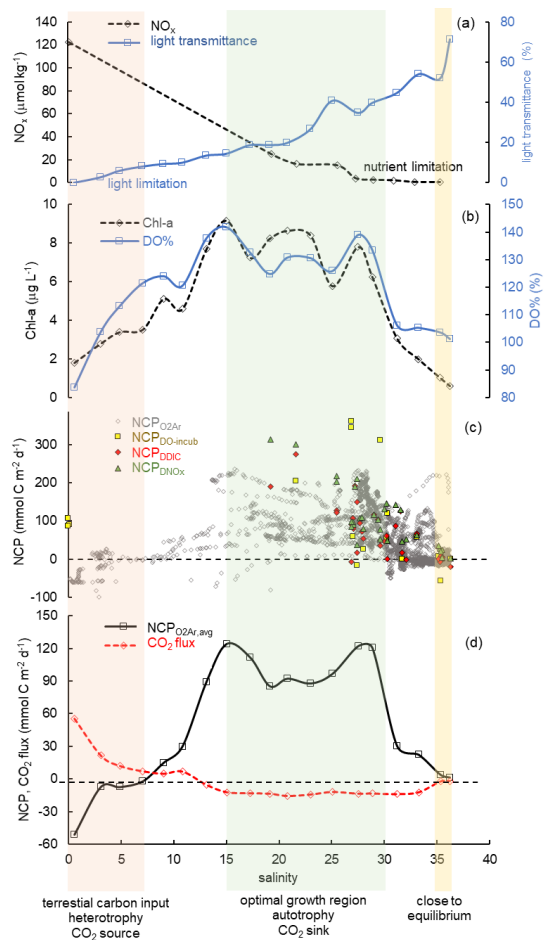 (a)
NOx
light transmittance
140
120
100
80
60
40
20
0
NOx (μmol kg-1)
80
60
40
20
0
light transmittance (%)
light limitation
nutrient limitation
(b)
Chl-a
DO%
10
8
6
4
2
0
Chl-a (μg L-1)
150
140
130
120
110
100
90
80
DO% (%)
(c)
NCPO2Ar
NCPDO-incub
NCPDDIC
NCPDNOx
300
200
100
0
-100
NCP (mmol C m-2 d-1)
(d)
NCPO2Ar,avg
CO2 flux
150
120
90
60
30
0
-30
-60
NCP, CO2 flux (mmol C m-2 d-1)
0 5 10 15 20 25 30 35 40
salinity
terrestial carbon input
heterotrophy
CO2 source
optimal growth region
autotrophy
CO2 sink
close to
equilibrium